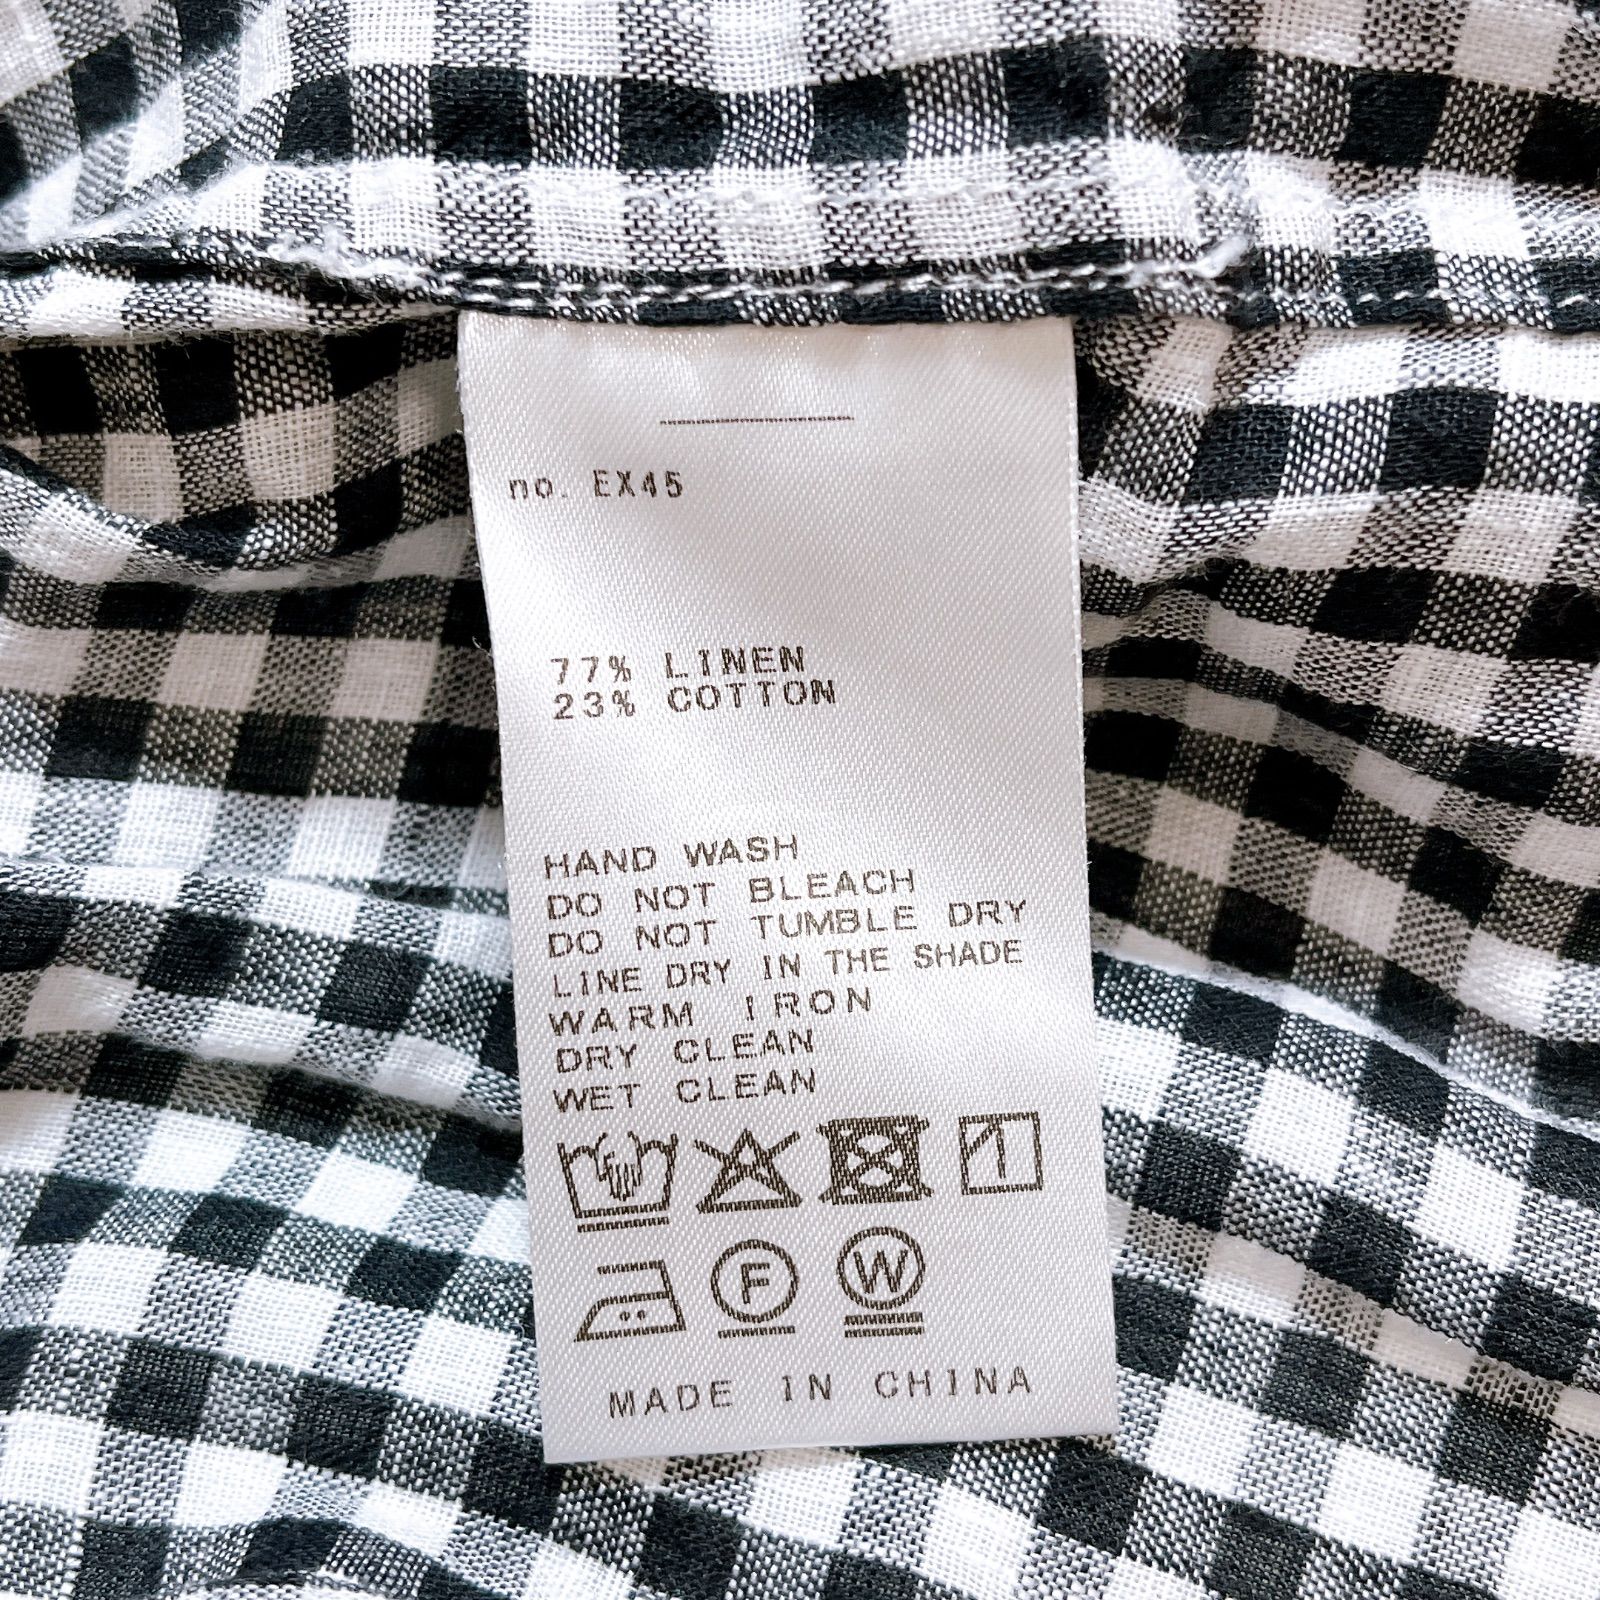 no. EX45
77% LINEN
23% COTTON
HAND WASH
DO NOT BLEACH
DO NOT TUMBLE DRY
LINE DRY IN THE SHADE
WARM IRON
DRY CLEAN
WET CLEAN
F W
MADE IN CHINA